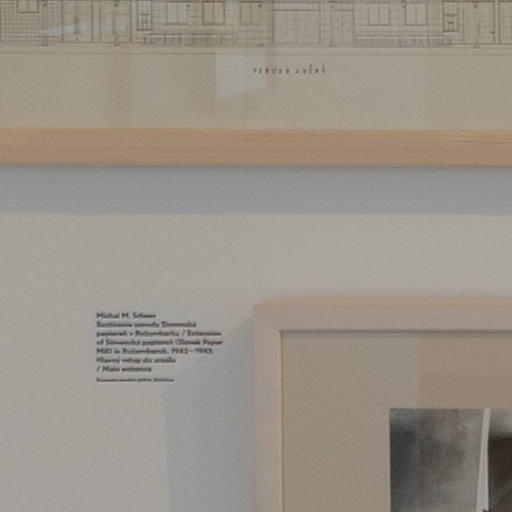 Michal M. Scheer
Rozšírenie závodu Slovenská
papiereň v Ružomberku / Extension
of Slovenská papiereň (Slovak Paper
Mill) in Ružomberok, 1942—1943,
Hlavný vstup do areálu
/ Main entrance